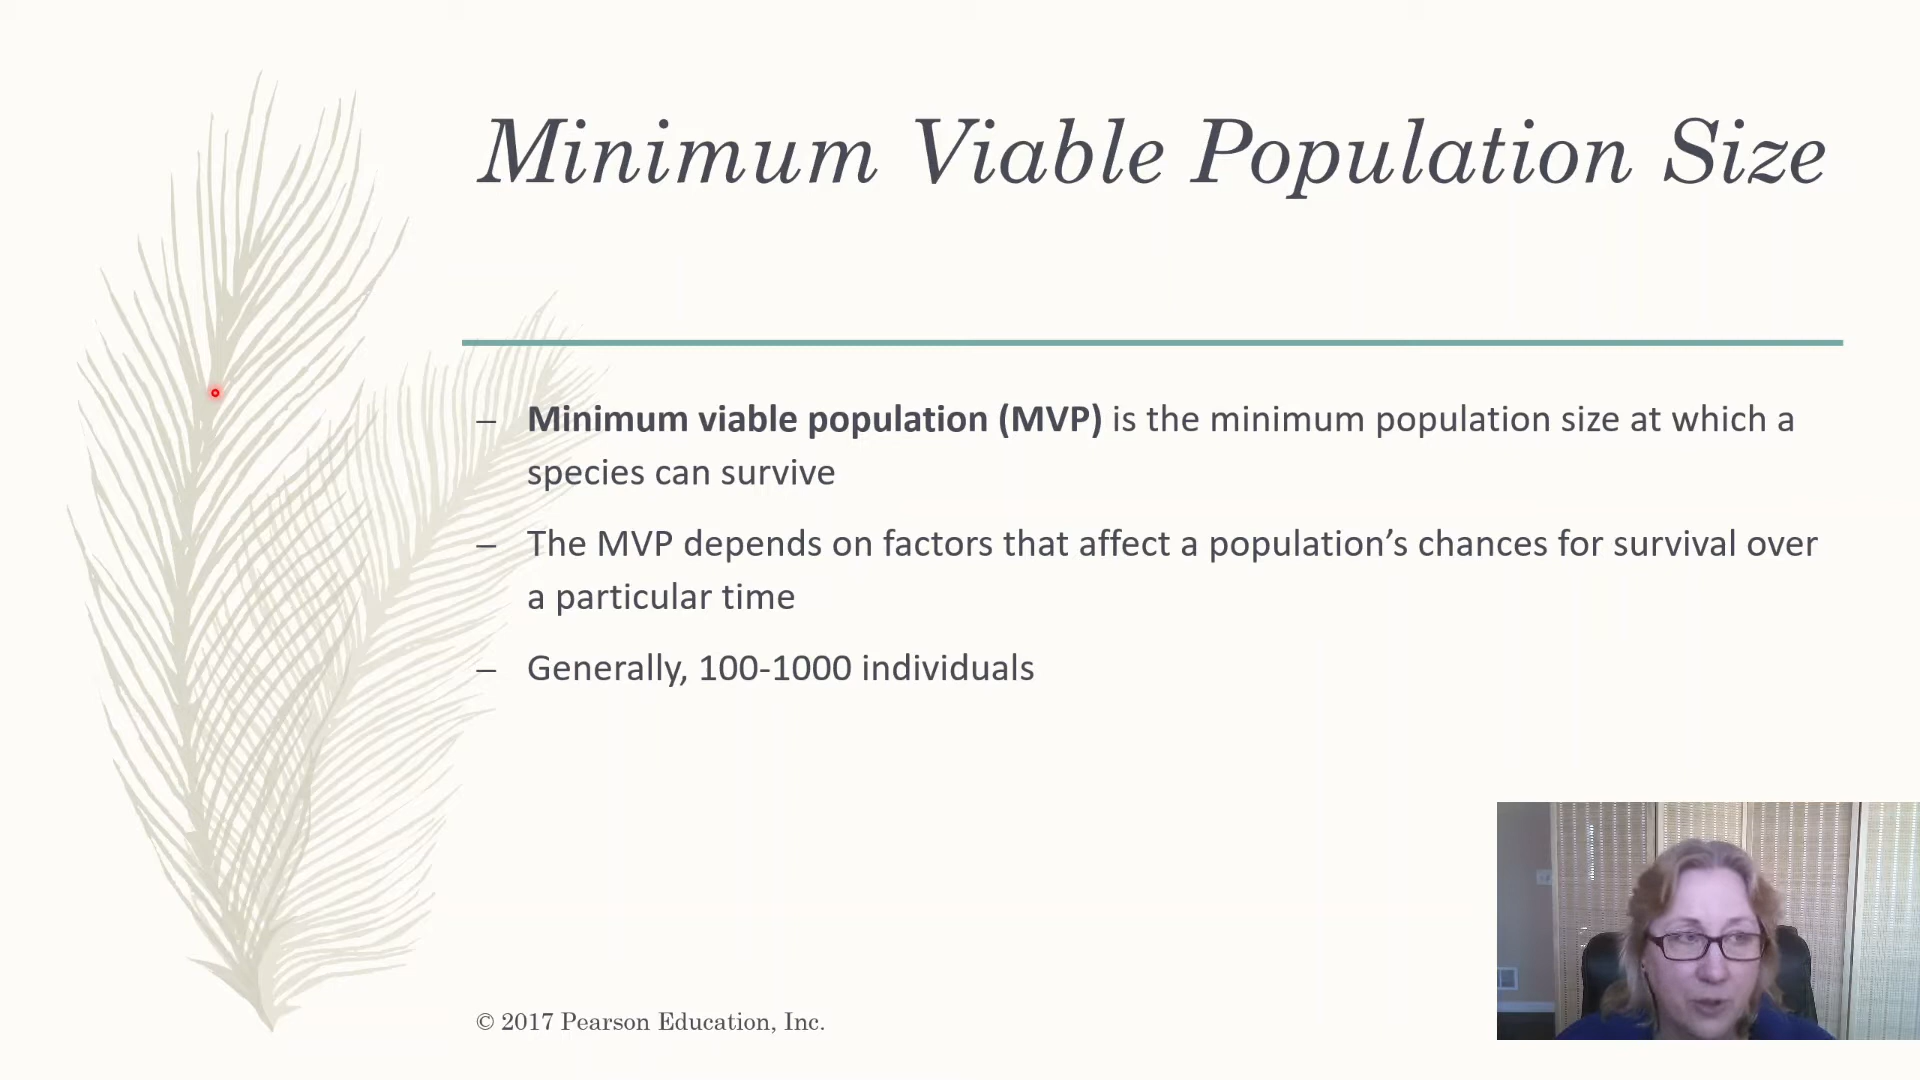 Minimum Viable Population Size
– Minimum viable population (MVP) is the minimum population size at which a
species can survive
– The MVP depends on factors that affect a population’s chances for survival over
a particular time
– Generally, 100-1000 individuals
© 2017 Pearson Education, Inc.